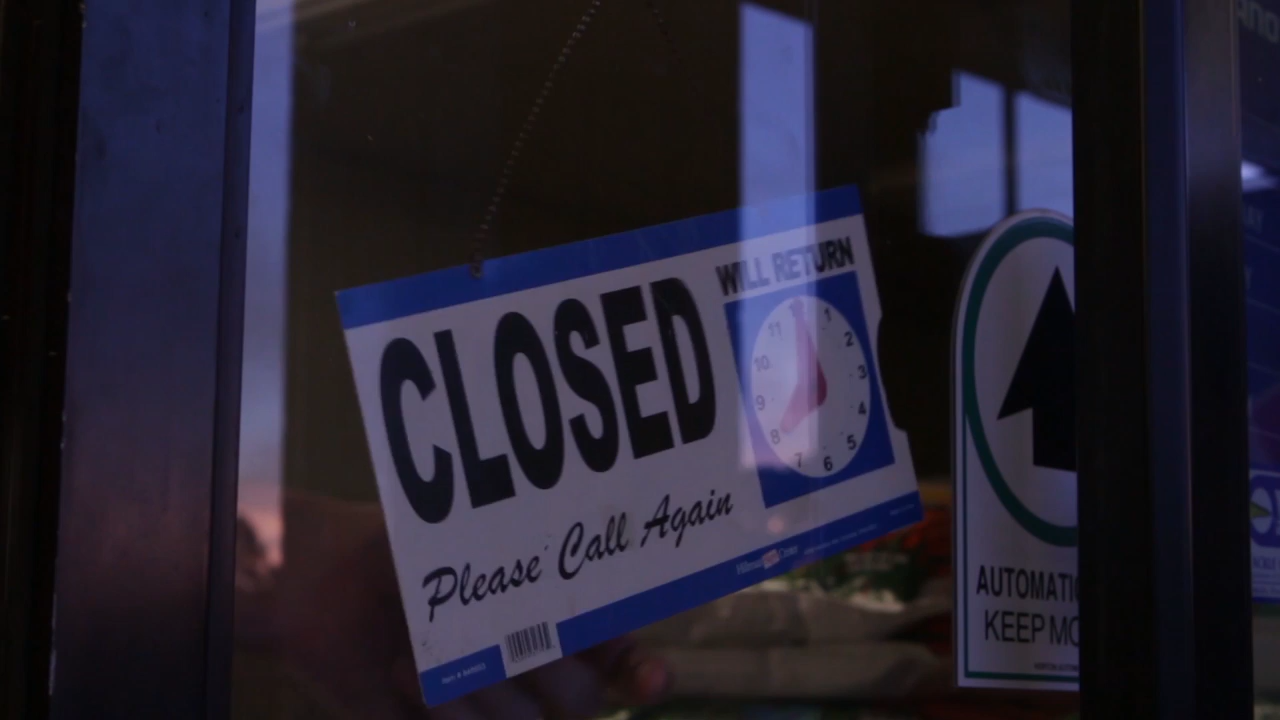 CLOSED
WILL RETURN
11 1
10 2
9 3
8 4
7 6 5
Please Call Again
AUTOMATIC
KEEP MO